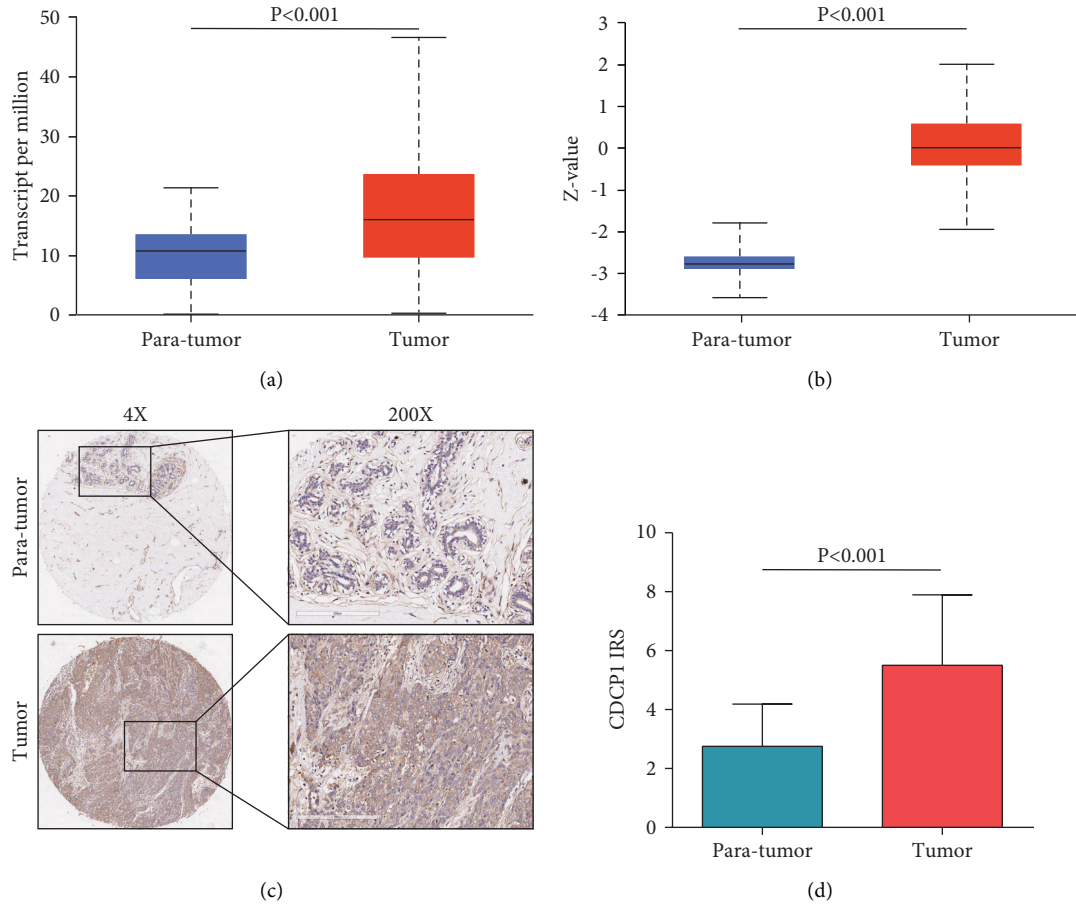 P<0.001
50
40
30
20
10
0
Transcript per million
Para-tumor
Tumor
(a)
P<0.001
3
2
1
0
-1
-2
-3
-4
Z-value
Para-tumor
Tumor
(b)
4X
200X
Para-tumor
Tumor
(c)
P<0.001
10
8
6
4
2
0
CDCP1 IRS
Para-tumor
Tumor
(d)